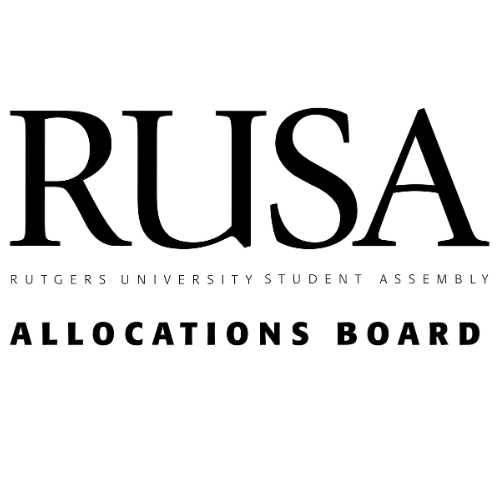 RUSA
RUTGERS UNIVERSITY STUDENT ASSEMBLY
ALLOCATIONS BOARD